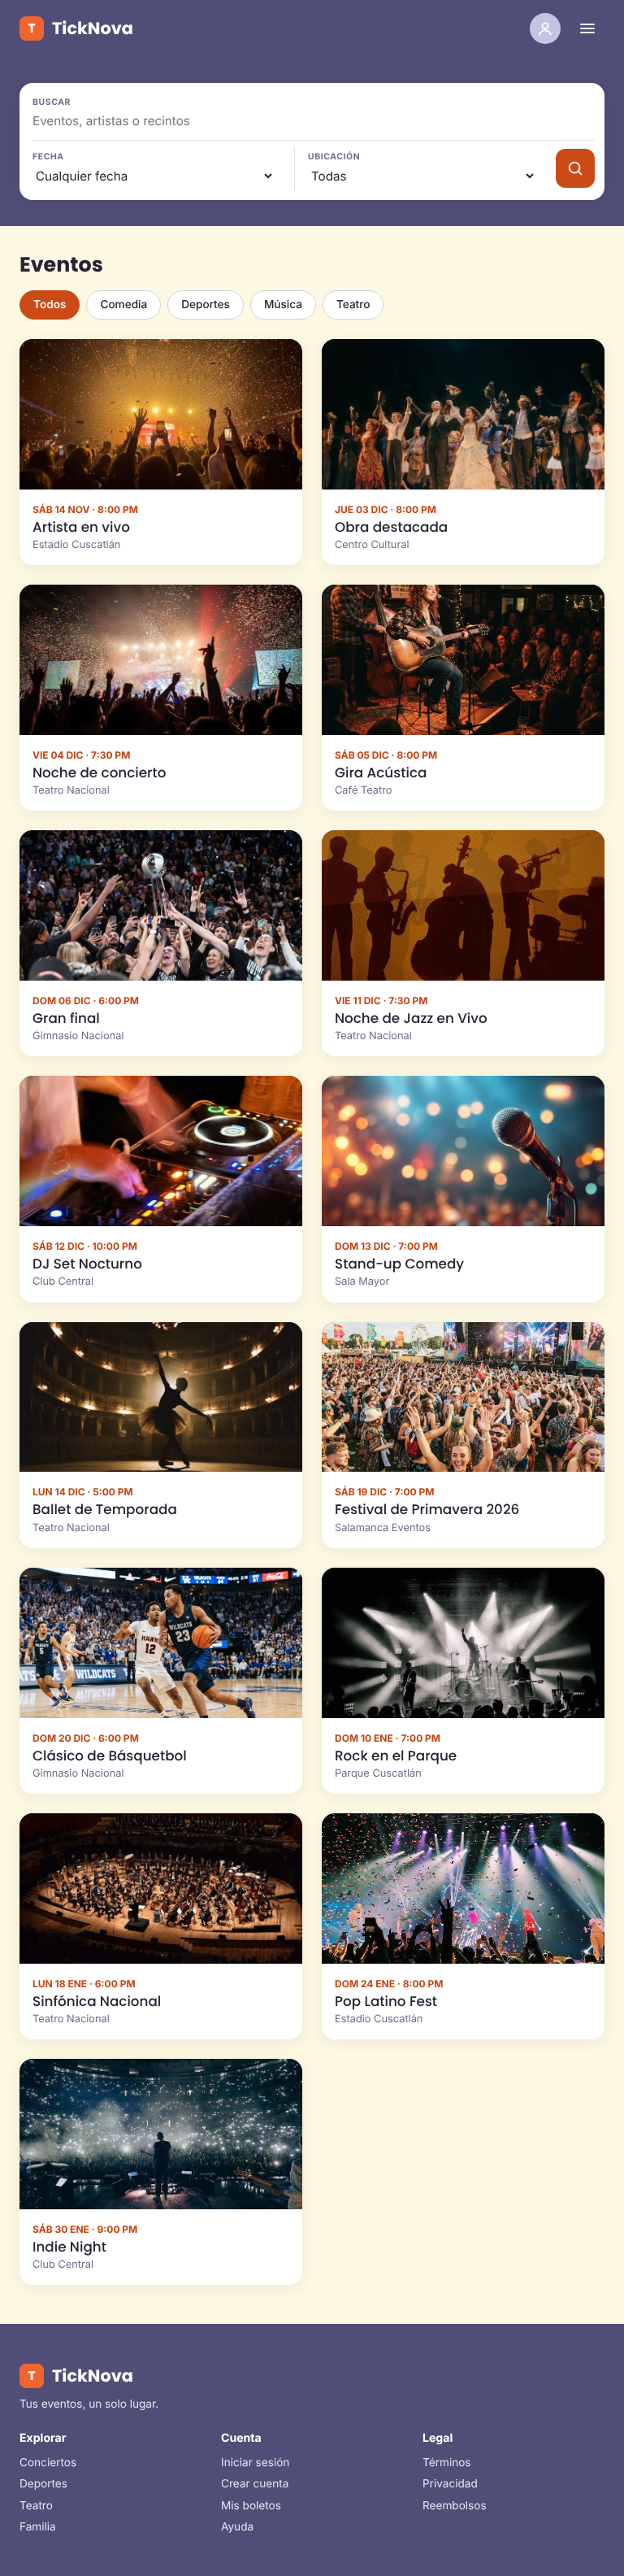 T TickNova
BUSCAR
Eventos, artistas o recintos
FECHA
Cualquier fecha
UBICACIÓN
Todas
Eventos
Todos
Comedia
Deportes
Música
Teatro
SÁB 14 NOV · 8:00 PM
Artista en vivo
Estadio Cuscatlán
JUE 03 DIC · 8:00 PM
Obra destacada
Centro Cultural
VIE 04 DIC · 7:30 PM
Noche de concierto
Teatro Nacional
SÁB 05 DIC · 8:00 PM
Gira Acústica
Café Teatro
DOM 06 DIC · 6:00 PM
Gran final
Gimnasio Nacional
VIE 11 DIC · 7:30 PM
Noche de Jazz en Vivo
Teatro Nacional
SÁB 12 DIC · 10:00 PM
DJ Set Nocturno
Club Central
DOM 13 DIC · 7:00 PM
Stand-up Comedy
Sala Mayor
LUN 14 DIC · 5:00 PM
Ballet de Temporada
Teatro Nacional
SÁB 19 DIC · 7:00 PM
Festival de Primavera 2026
Salamanca Eventos
HAWKS
12
WILDCATS
23
WILDCATS
DOM 20 DIC · 6:00 PM
Clásico de Básquetbol
Gimnasio Nacional
DOM 10 ENE · 7:00 PM
Rock en el Parque
Parque Cuscatlán
LUN 18 ENE · 6:00 PM
Sinfónica Nacional
Teatro Nacional
DOM 24 ENE · 8:00 PM
Pop Latino Fest
Estadio Cuscatlán
SÁB 30 ENE · 9:00 PM
Indie Night
Club Central
T TickNova
Tus eventos, un solo lugar.
Explorar
Conciertos
Deportes
Teatro
Familia
Cuenta
Iniciar sesión
Crear cuenta
Mis boletos
Ayuda
Legal
Términos
Privacidad
Reembolsos